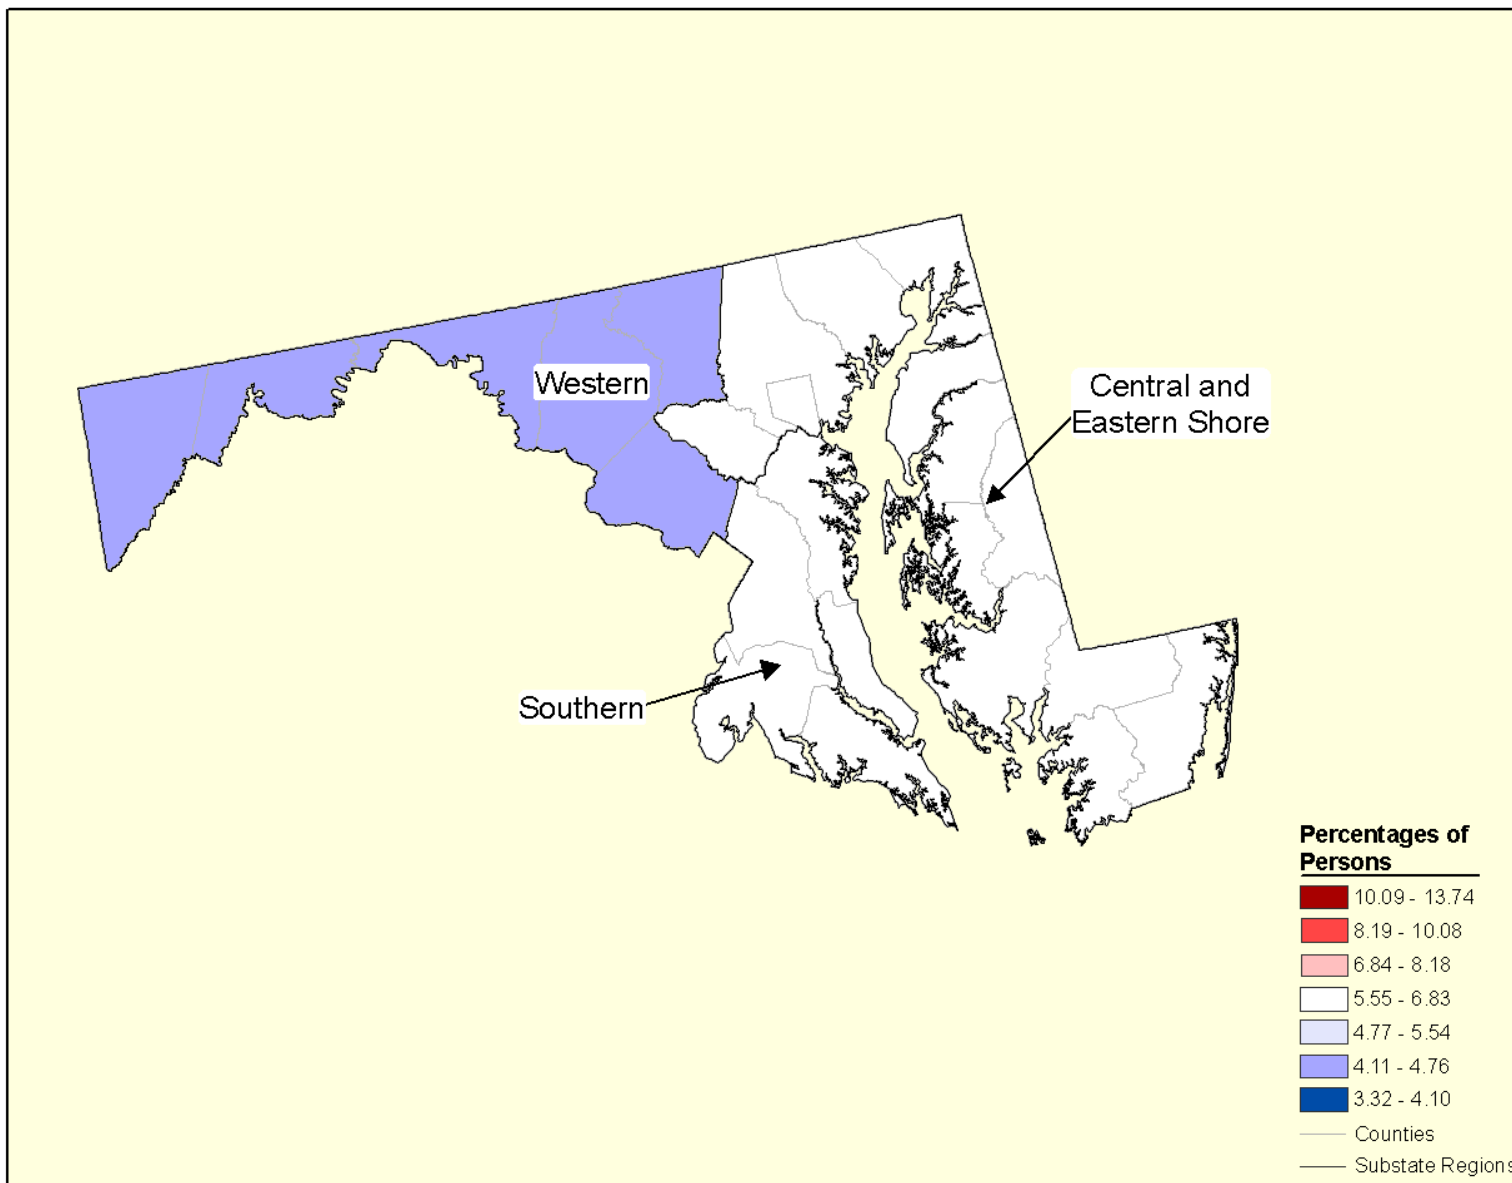 Western
Central and
Eastern Shore
Southern
Percentages of
Persons
10.09 - 13.74
8.19 - 10.08
6.84 - 8.18
5.55 - 6.83
4.77 - 5.54
4.11 - 4.76
3.32 - 4.10
Counties
Substate Regions